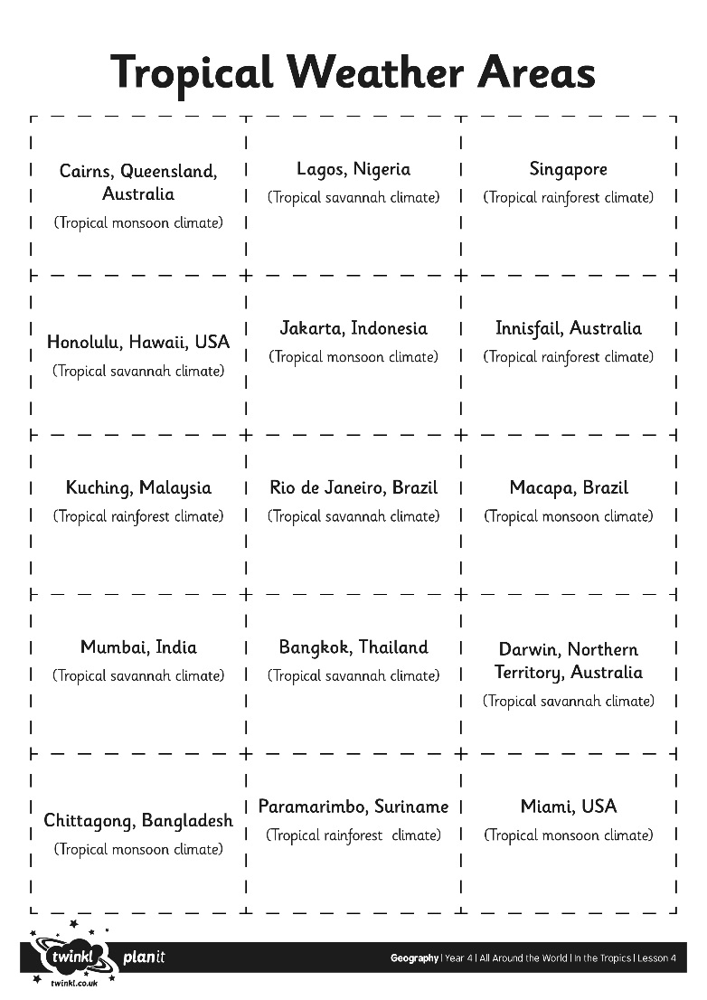 Tropical Weather Areas
Cairns, Queensland,
Australia
(Tropical monsoon climate)
Lagos, Nigeria
(Tropical savannah climate)
Singapore
(Tropical rainforest climate)
Honolulu, Hawaii, USA
(Tropical savannah climate)
Jakarta, Indonesia
(Tropical monsoon climate)
Innisfail, Australia
(Tropical rainforest climate)
Kuching, Malaysia
(Tropical rainforest climate)
Rio de Janeiro, Brazil
(Tropical savannah climate)
Macapa, Brazil
(Tropical monsoon climate)
Mumbai, India
(Tropical savannah climate)
Bangkok, Thailand
(Tropical savannah climate)
Darwin, Northern
Territory, Australia
(Tropical savannah climate)
Chittagong, Bangladesh
(Tropical monsoon climate)
Paramarimbo, Suriname
(Tropical rainforest  climate)
Miami, USA
(Tropical monsoon climate)
twinkl planit
twinkl.co.uk
Geography | Year 4 | All Around the World | In the Tropics | Lesson 4